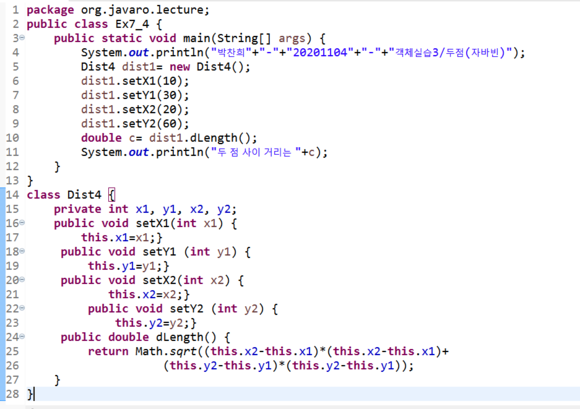 1 package org.javaro.lecture;
2 public class Ex7_4 {
3     public static void main(String[] args) {
4         System.out.println("박찬희"+"-"+"20201104"+"-"+"객체실습3/두점(자바빈)");
5         Dist4 dist1= new Dist4();
6         dist1.setX1(10);
7         dist1.setY1(30);
8         dist1.setX2(20);
9         dist1.setY2(60);
10         double c= dist1.dLength();
11         System.out.println("두 점 사이 거리는 "+c);
12     }
13 }
14 class Dist4 {
15     private int x1, y1, x2, y2;
16     public void setX1(int x1) {
17         this.x1=x1;}
18      public void setY1 (int y1) {
19          this.y1=y1;}
20      public void setX2(int x2) {
21             this.x2=x2;}
22          public void setY2 (int y2) {
23              this.y2=y2;}
24      public double dLength() {
25          return Math.sqrt((this.x2-this.x1)*(this.x2-this.x1)+
26                     (this.y2-this.y1)*(this.y2-this.y1));
27     }
28 }